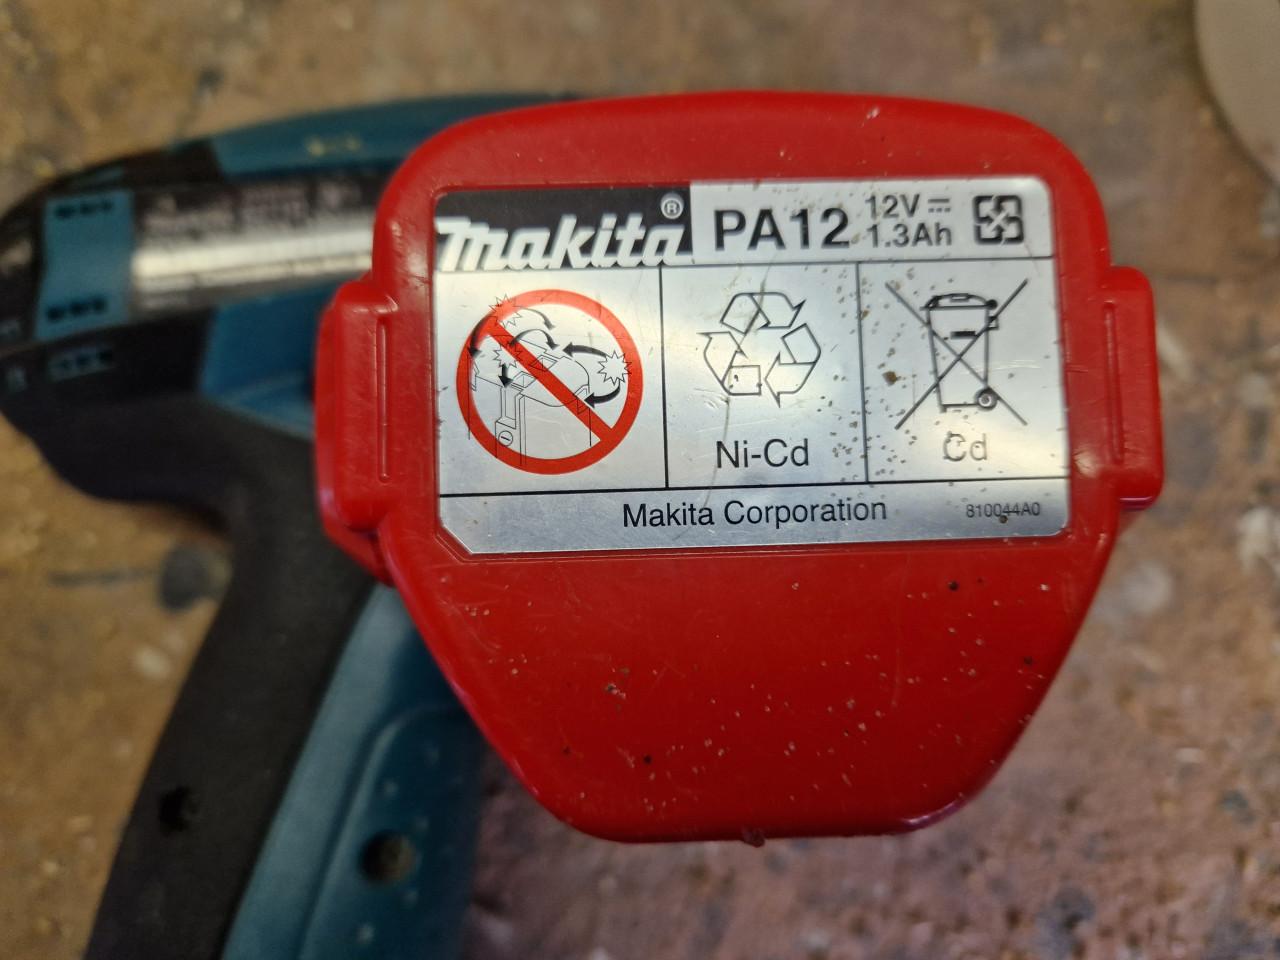 makita® PA12 12V 1.3Ah
Ni-Cd
Cd
Makita Corporation 810044A0